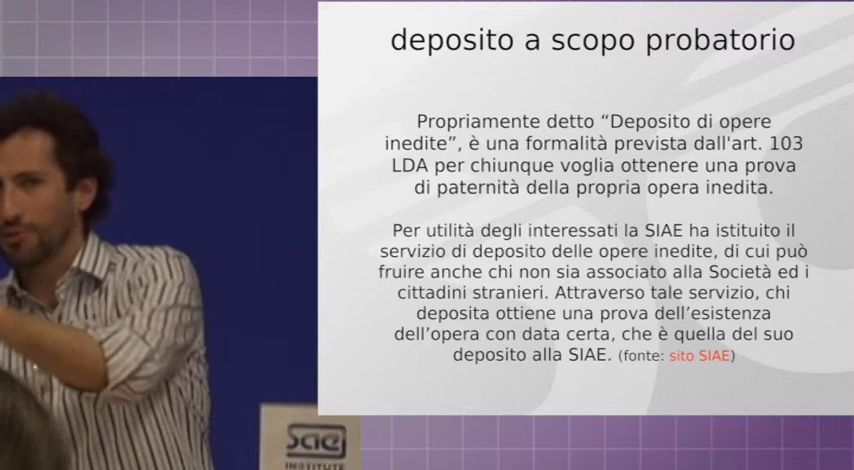 deposito a scopo probatorio
Propriamente detto “Deposito di opere
inedite”, è una formalità prevista dall'art. 103
LDA per chiunque voglia ottenere una prova
di paternità della propria opera inedita.
Per utilità degli interessati la SIAE ha istituito il
servizio di deposito delle opere inedite, di cui può
fruire anche chi non sia associato alla Società ed i
cittadini stranieri. Attraverso tale servizio, chi
deposita ottiene una prova dell’esistenza
dell’opera con data certa, che è quella del suo
deposito alla SIAE. (fonte: sito SIAE)
sae
INSTITUTE